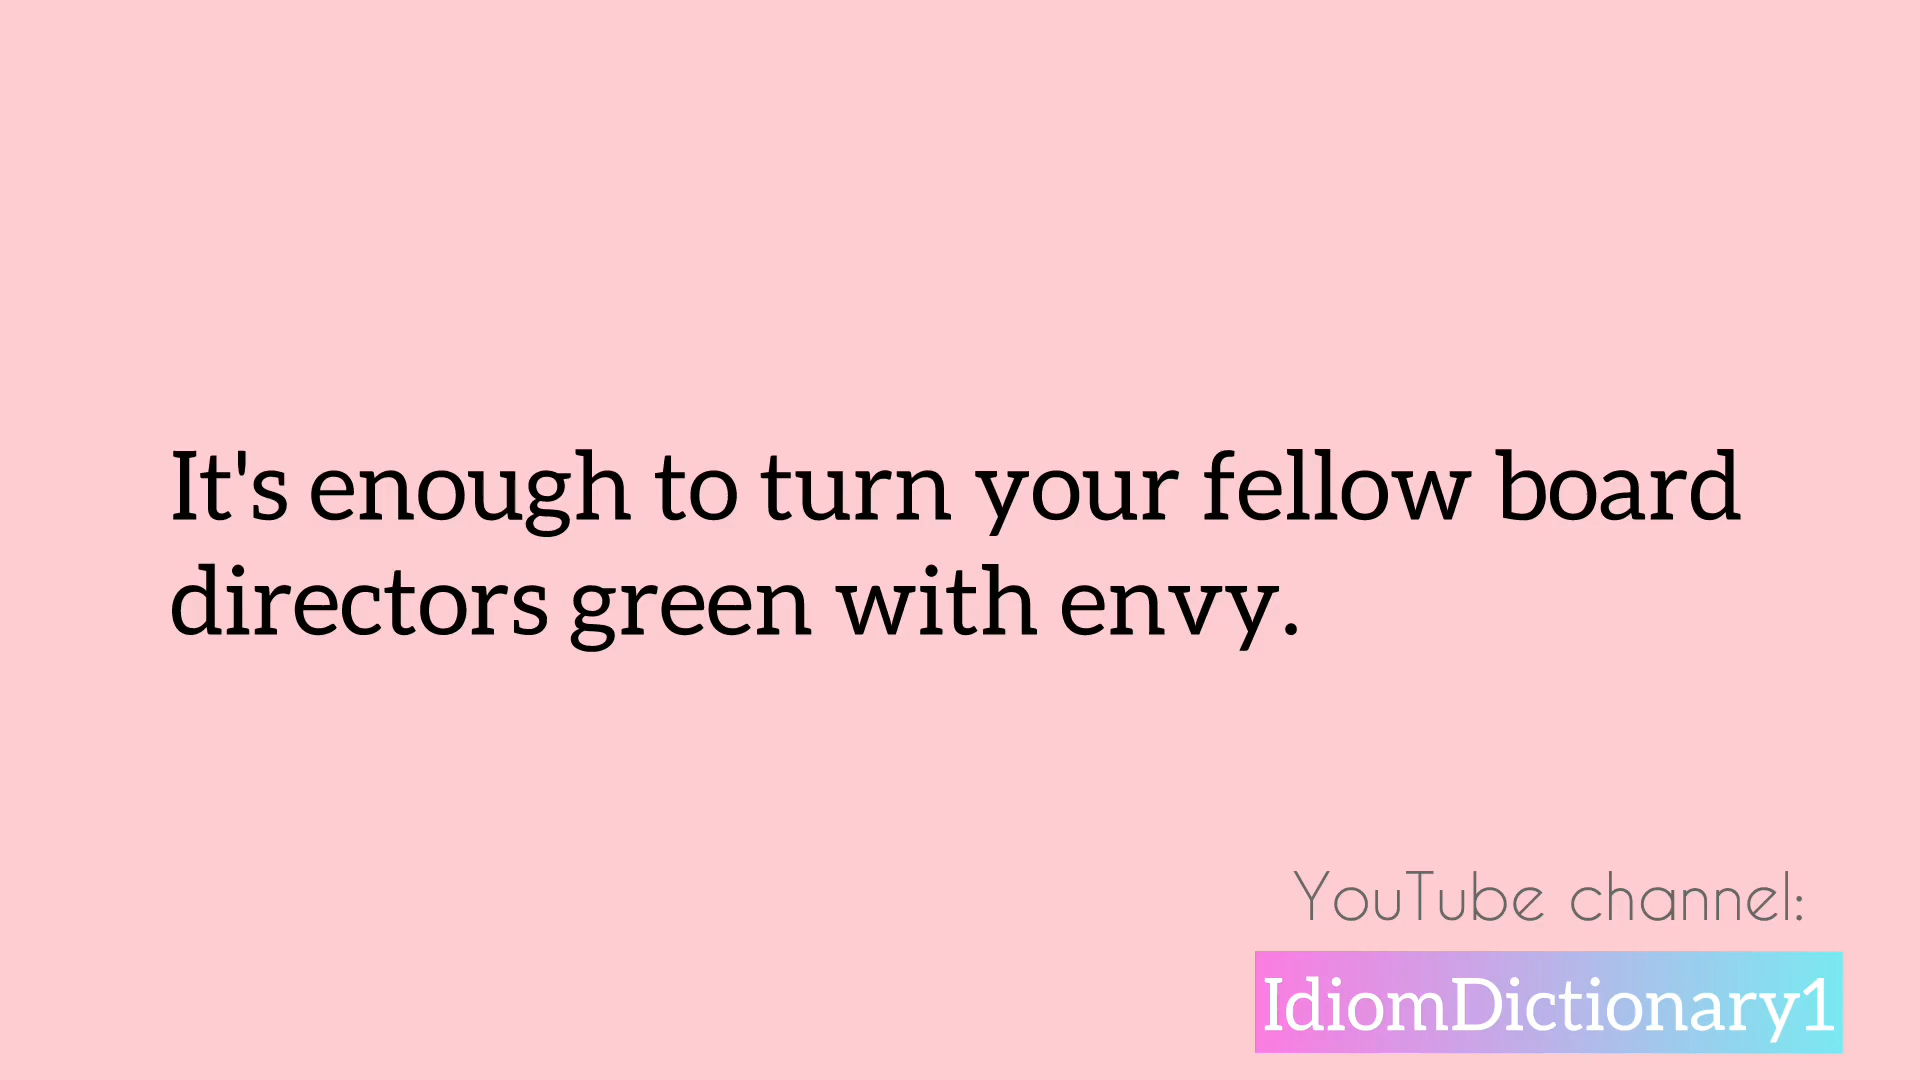 It's enough to turn your fellow board
directors green with envy.
YouTube channel:
IdiomDictionary1